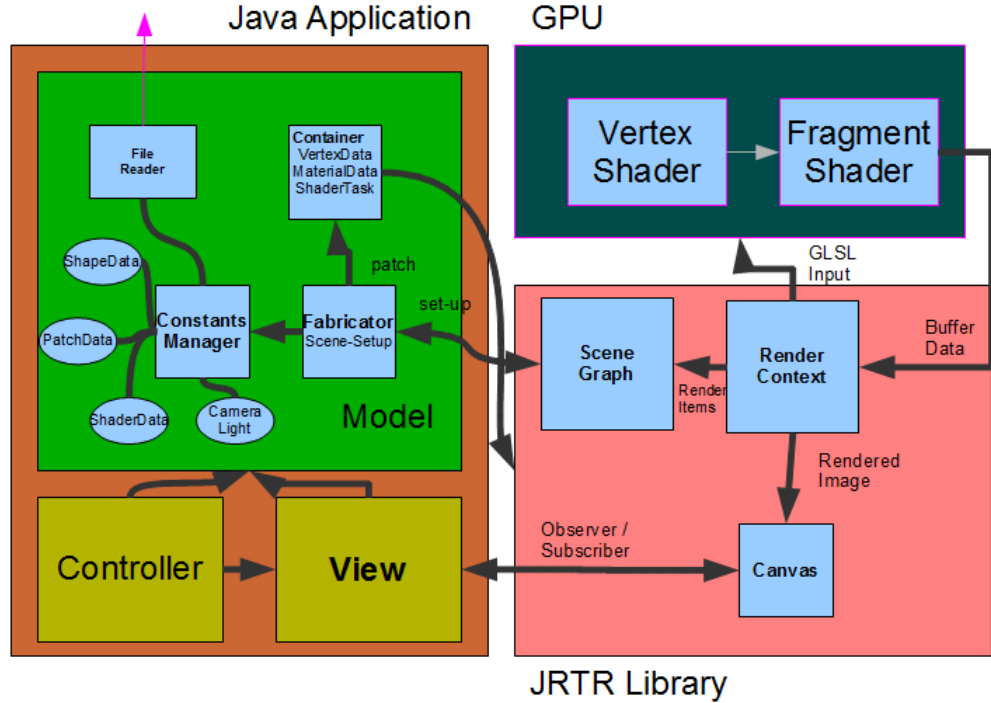 Java Application
GPU
File
Reader
Container
VertexData
MaterialData
ShaderTask
Vertex
Shader
Fragment
Shader
ShapeData
patch
GLSL
Input
PatchData
Constants
Manager
Fabricator
Scene-Setup
set-up
Scene
Graph
Render
Items
Render
Context
Buffer
Data
ShaderData
Camera
Light
Model
Rendered
Image
Controller
View
Observer /
Subscriber
Canvas
JRTR Library